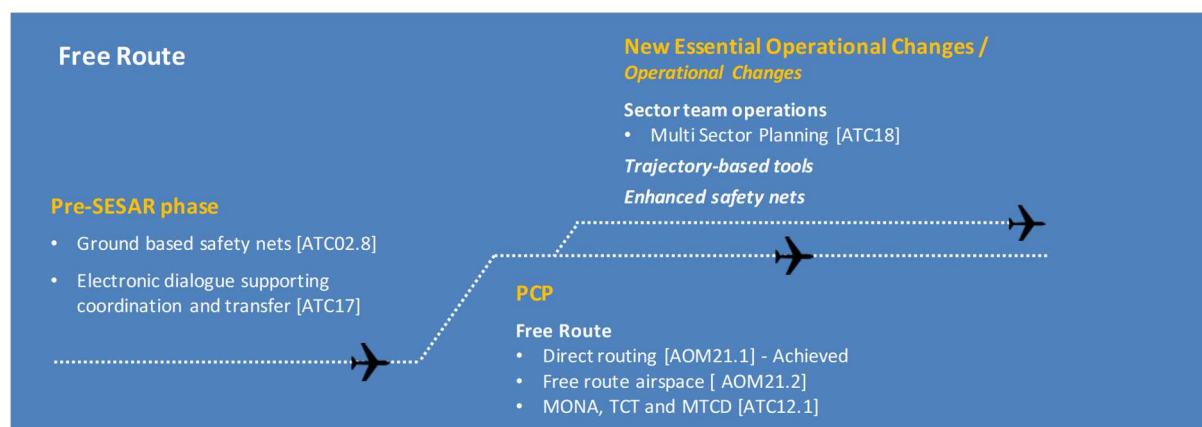 Free Route
New Essential Operational Changes /
Operational Changes
Sector team operations
• Multi Sector Planning [ATC18]
Trajectory-based tools
Enhanced safety nets
Pre-SESAR phase
• Ground based safety nets [ATC02.8]
• Electronic dialogue supporting
coordination and transfer [ATC17]
PCP
Free Route
• Direct routing [AOM21.1] - Achieved
• Free route airspace [ AOM21.2]
• MONA, TCT and MTCD [ATC12.1]